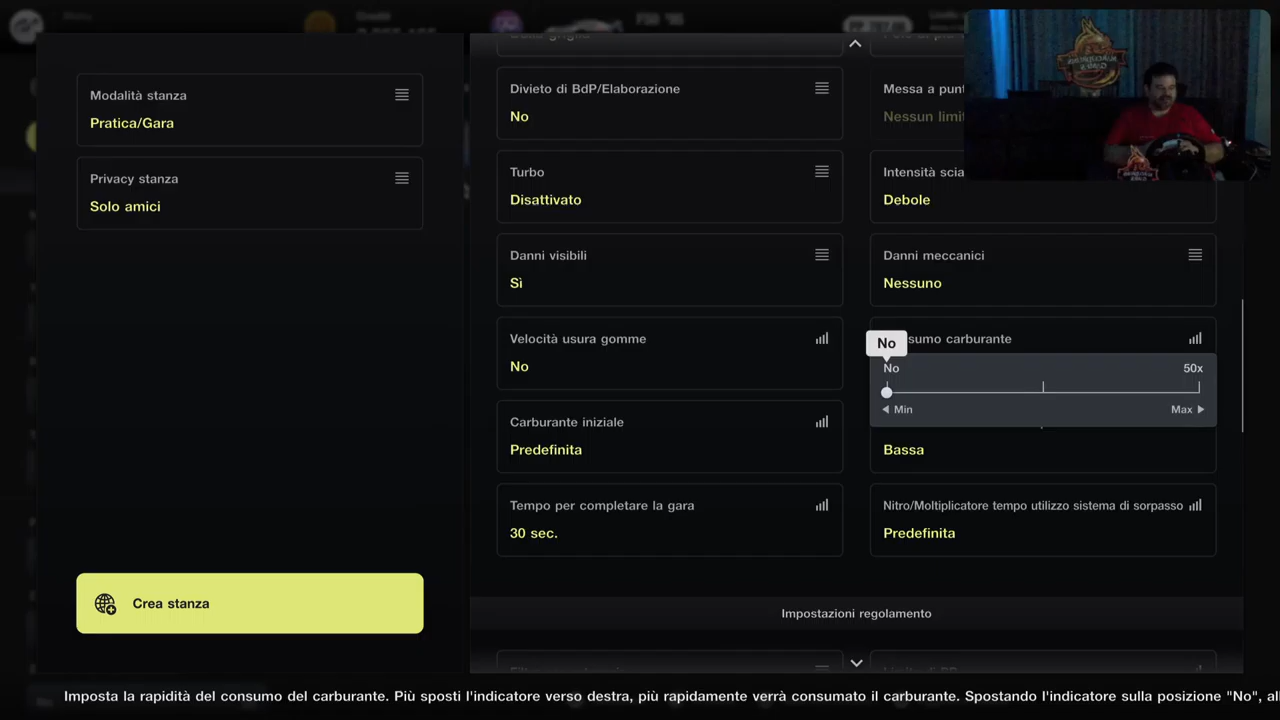 Modalità stanza
Pratica/Gara
Privacy stanza
Solo amici
Crea stanza
Divieto di BdP/Elaborazione
No
Messa a punt
Nessun limit
Turbo
Disattivato
Intensità scia
Debole
Danni visibili
Sì
Danni meccanici
Nessuno
Velocità usura gomme
No
sumo carburante
No
No
50x
Min
Max
Carburante iniziale
Predefinita
Bassa
Tempo per completare la gara
30 sec.
Nitro/Moltiplicatore tempo utilizzo sistema di sorpasso
Predefinita
Impostazioni regolamento
Imposta la rapidità del consumo del carburante. Più sposti l'indicatore verso destra, più rapidamente verrà consumato il carburante. Spostando l'indicatore sulla posizione "No", al